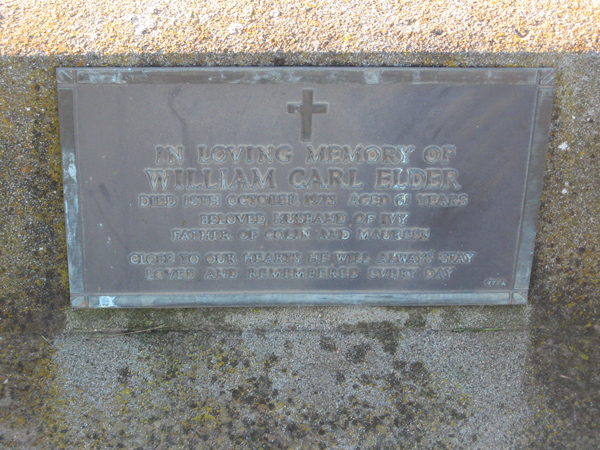 IN LOVING MEMORY OF
WILLIAM CARL ELDER
DIED 15TH OCTOBER AGED YEARS
BELOVED HUSBAND OF IVY
FATHER OF COLIN AND MAUREEN
CLOSE TO OUR HEARTS HE WILL ALWAYS STAY
LOVED AND REMEMBERED EVERY DAY